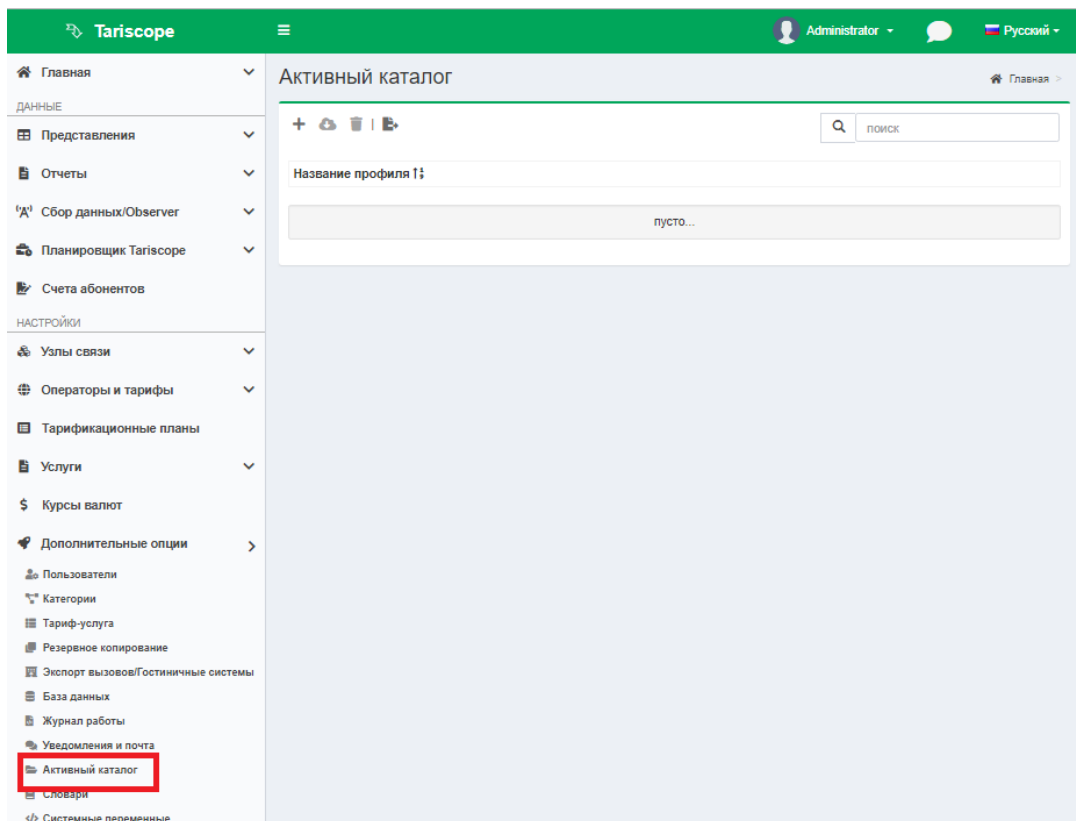 Tariscope
Administrator
Русский
Главная
ДАННЫЕ
Представления
Отчеты
Сбор данных/Observer
Планировщик Tariscope
Счета абонентов
НАСТРОЙКИ
Узлы связи
Операторы и тарифы
Тарификационные планы
Услуги
$ Курсы валют
Дополнительные опции
Пользователи
Категории
Тариф-услуга
Резервное копирование
Экспорт вызовов/Гостиничные системы
База данных
Журнал работы
Уведомления и почта
Активный каталог
Словари
Системные переменные
Активный каталог
Главная >
поиск
Название профиля
пусто...